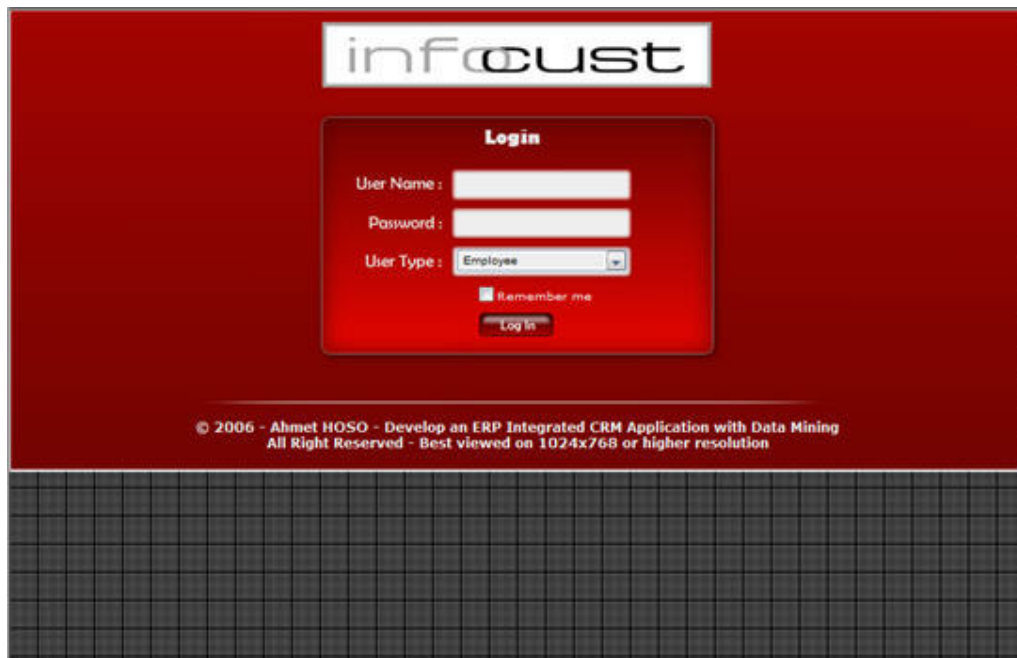 infocust
Login
User Name :
Password :
User Type : Employee
Remember me
Log In
© 2006 - Ahmet HOSO - Develop an ERP Integrated CRM Application with Data Mining
All Right Reserved - Best viewed on 1024x768 or higher resolution